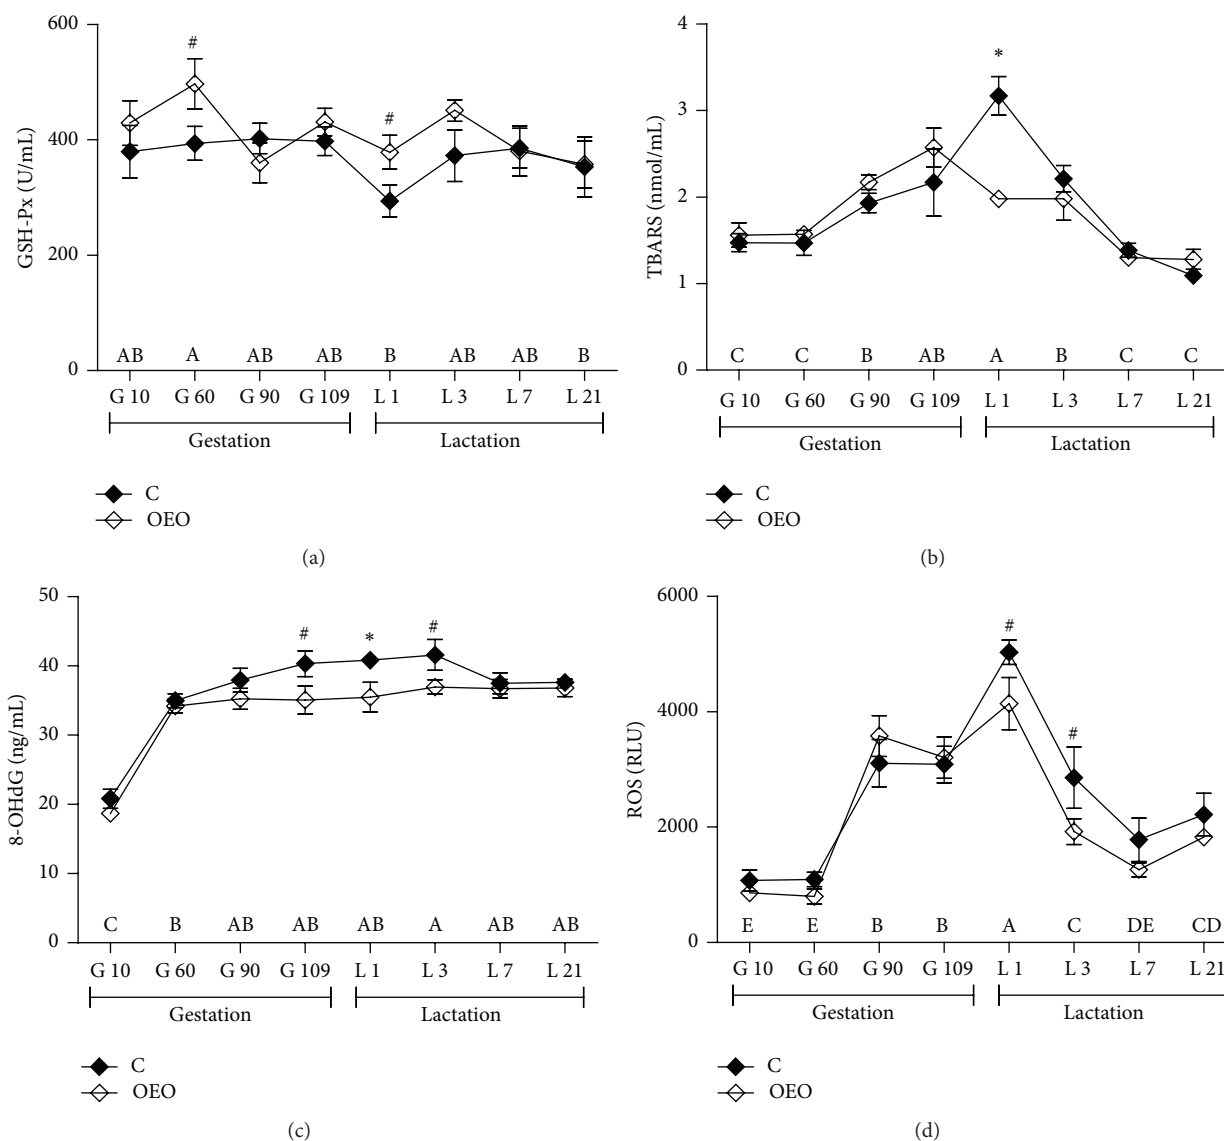 600
400
200
0
GSH-Px (U/mL)
#
#
AB A AB AB B AB AB B
G 10 G 60 G 90 G 109 L 1 L 3 L 7 L 21
Gestation Lactation
C
OEO
(a)
4
3
2
1
0
TBARS (nmol/mL)
*
C C B AB A B C C
G 10 G 60 G 90 G 109 L 1 L 3 L 7 L 21
Gestation Lactation
C
OEO
(b)
50
40
30
20
10
0
8-OHdG (ng/mL)
# * #
C B AB AB AB A AB AB
G 10 G 60 G 90 G 109 L 1 L 3 L 7 L 21
Gestation Lactation
C
OEO
(c)
6000
4000
2000
0
ROS (RLU)
#
#
E E B B A C DE CD
G 10 G 60 G 90 G 109 L 1 L 3 L 7 L 21
Gestation Lactation
C
OEO
(d)